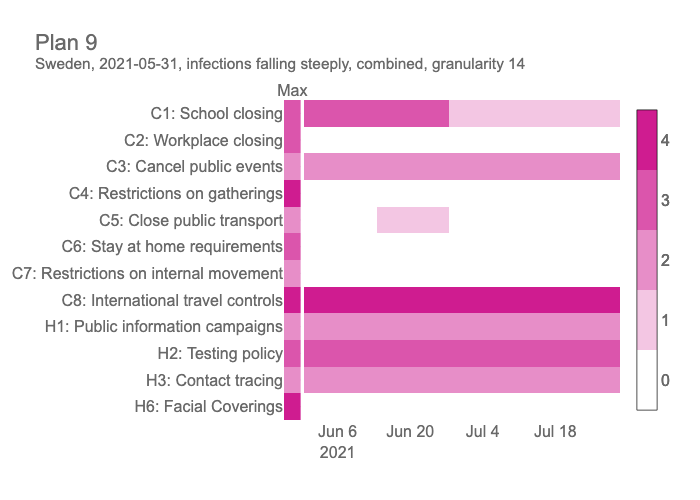 Plan 9
Sweden, 2021-05-31, infections falling steeply, combined, granularity 14
Max
C1: School closing
C2: Workplace closing
C3: Cancel public events
C4: Restrictions on gatherings
C5: Close public transport
C6: Stay at home requirements
C7: Restrictions on internal movement
C8: International travel controls
H1: Public information campaigns
H2: Testing policy
H3: Contact tracing
H6: Facial Coverings
Jun 6
2021
Jun 20
Jul 4
Jul 18
4
3
2
1
0